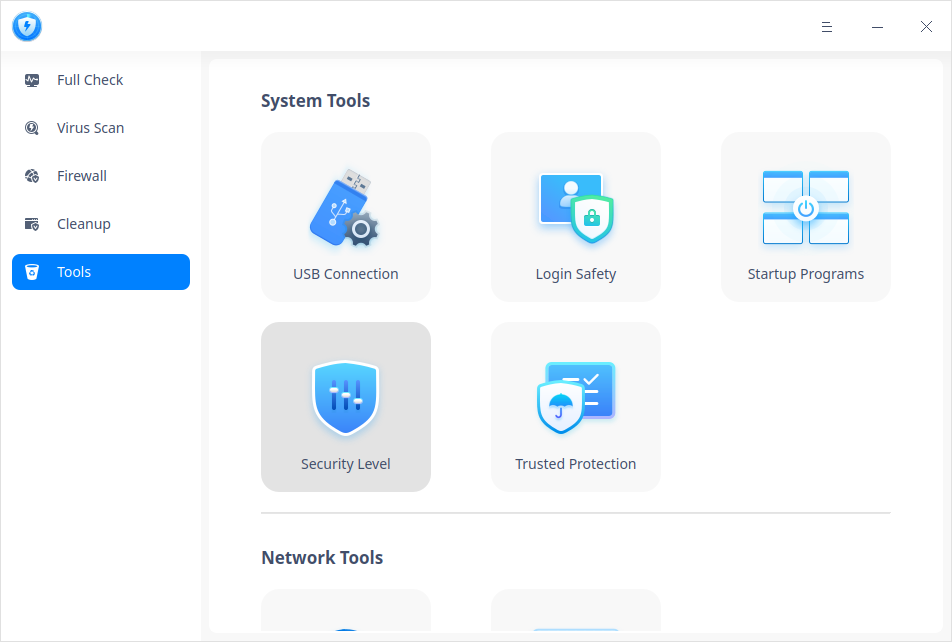 Full Check
Virus Scan
Firewall
Cleanup
Tools
System Tools
USB Connection
Login Safety
Startup Programs
Security Level
Trusted Protection
Network Tools